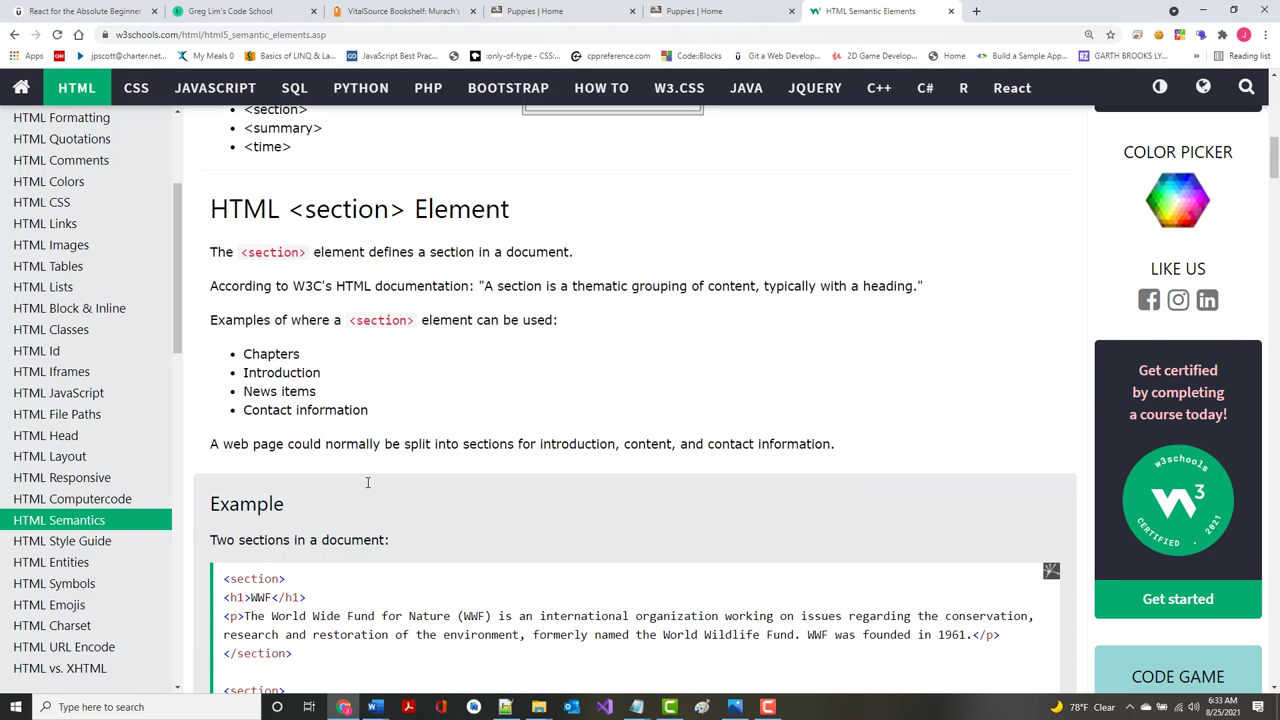 React for the Absolute Beginner
Greg Lim's Code School
VitalSource Bookshelf: Murach's
Puppies | Home
Puppies | Home
HTML Semantic Elements
w3schools.com/html/html5_semantic_elements.asp
Apps
CNN
jpscott@charter.net...
My Meals 0
Basics of LINQ & La...
JavaScript Best Prac...
:only-of-type - CSS:...
cppreference.com
Code::Blocks
Git a Web Develop...
2D Game Develop...
Home
Build a Sample App...
GARTH BROOKS LY...
»
Reading list
HTML
CSS
JAVASCRIPT
SQL
PYTHON
PHP
BOOTSTRAP
HOW TO
W3.CSS
JAVA
JQUERY
C++
C#
R
React
HTML Formatting
HTML Quotations
HTML Comments
HTML Colors
HTML CSS
HTML Links
HTML Images
HTML Tables
HTML Lists
HTML Block & Inline
HTML Classes
HTML Id
HTML Iframes
HTML JavaScript
HTML File Paths
HTML Head
HTML Layout
HTML Responsive
HTML Computercode
HTML Semantics
HTML Style Guide
HTML Entities
HTML Symbols
HTML Emojis
HTML Charset
HTML URL Encode
HTML vs. XHTML
<section>
<summary>
<time>
HTML <section> Element
The <section> element defines a section in a document.
According to W3C's HTML documentation: "A section is a thematic grouping of content, typically with a heading."
Examples of where a <section> element can be used:
Chapters
Introduction
News items
Contact information
A web page could normally be split into sections for introduction, content, and contact information.
Example
Two sections in a document:
<section>
<h1>WWF</h1>
<p>The World Wide Fund for Nature (WWF) is an international organization working on issues regarding the conservation,
research and restoration of the environment, formerly named the World Wildlife Fund. WWF was founded in 1961.</p>
</section>
<section>
COLOR PICKER
LIKE US
Get certified
by completing
a course today!
w3schools
W3
CERTIFIED . 2021
Get started
CODE GAME
Type here to search
78°F Clear
6:33 AM
8/25/2021